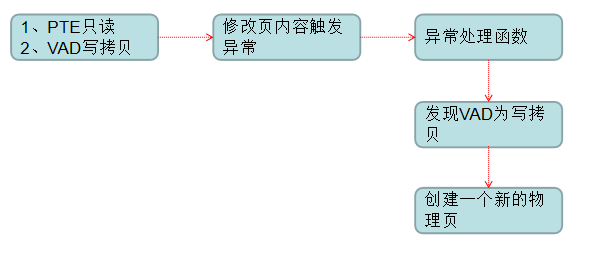 1、PTE只读
2、VAD写拷贝
修改页内容触发
异常
异常处理函数
发现VAD为写拷
贝
创建一个新的物
理页